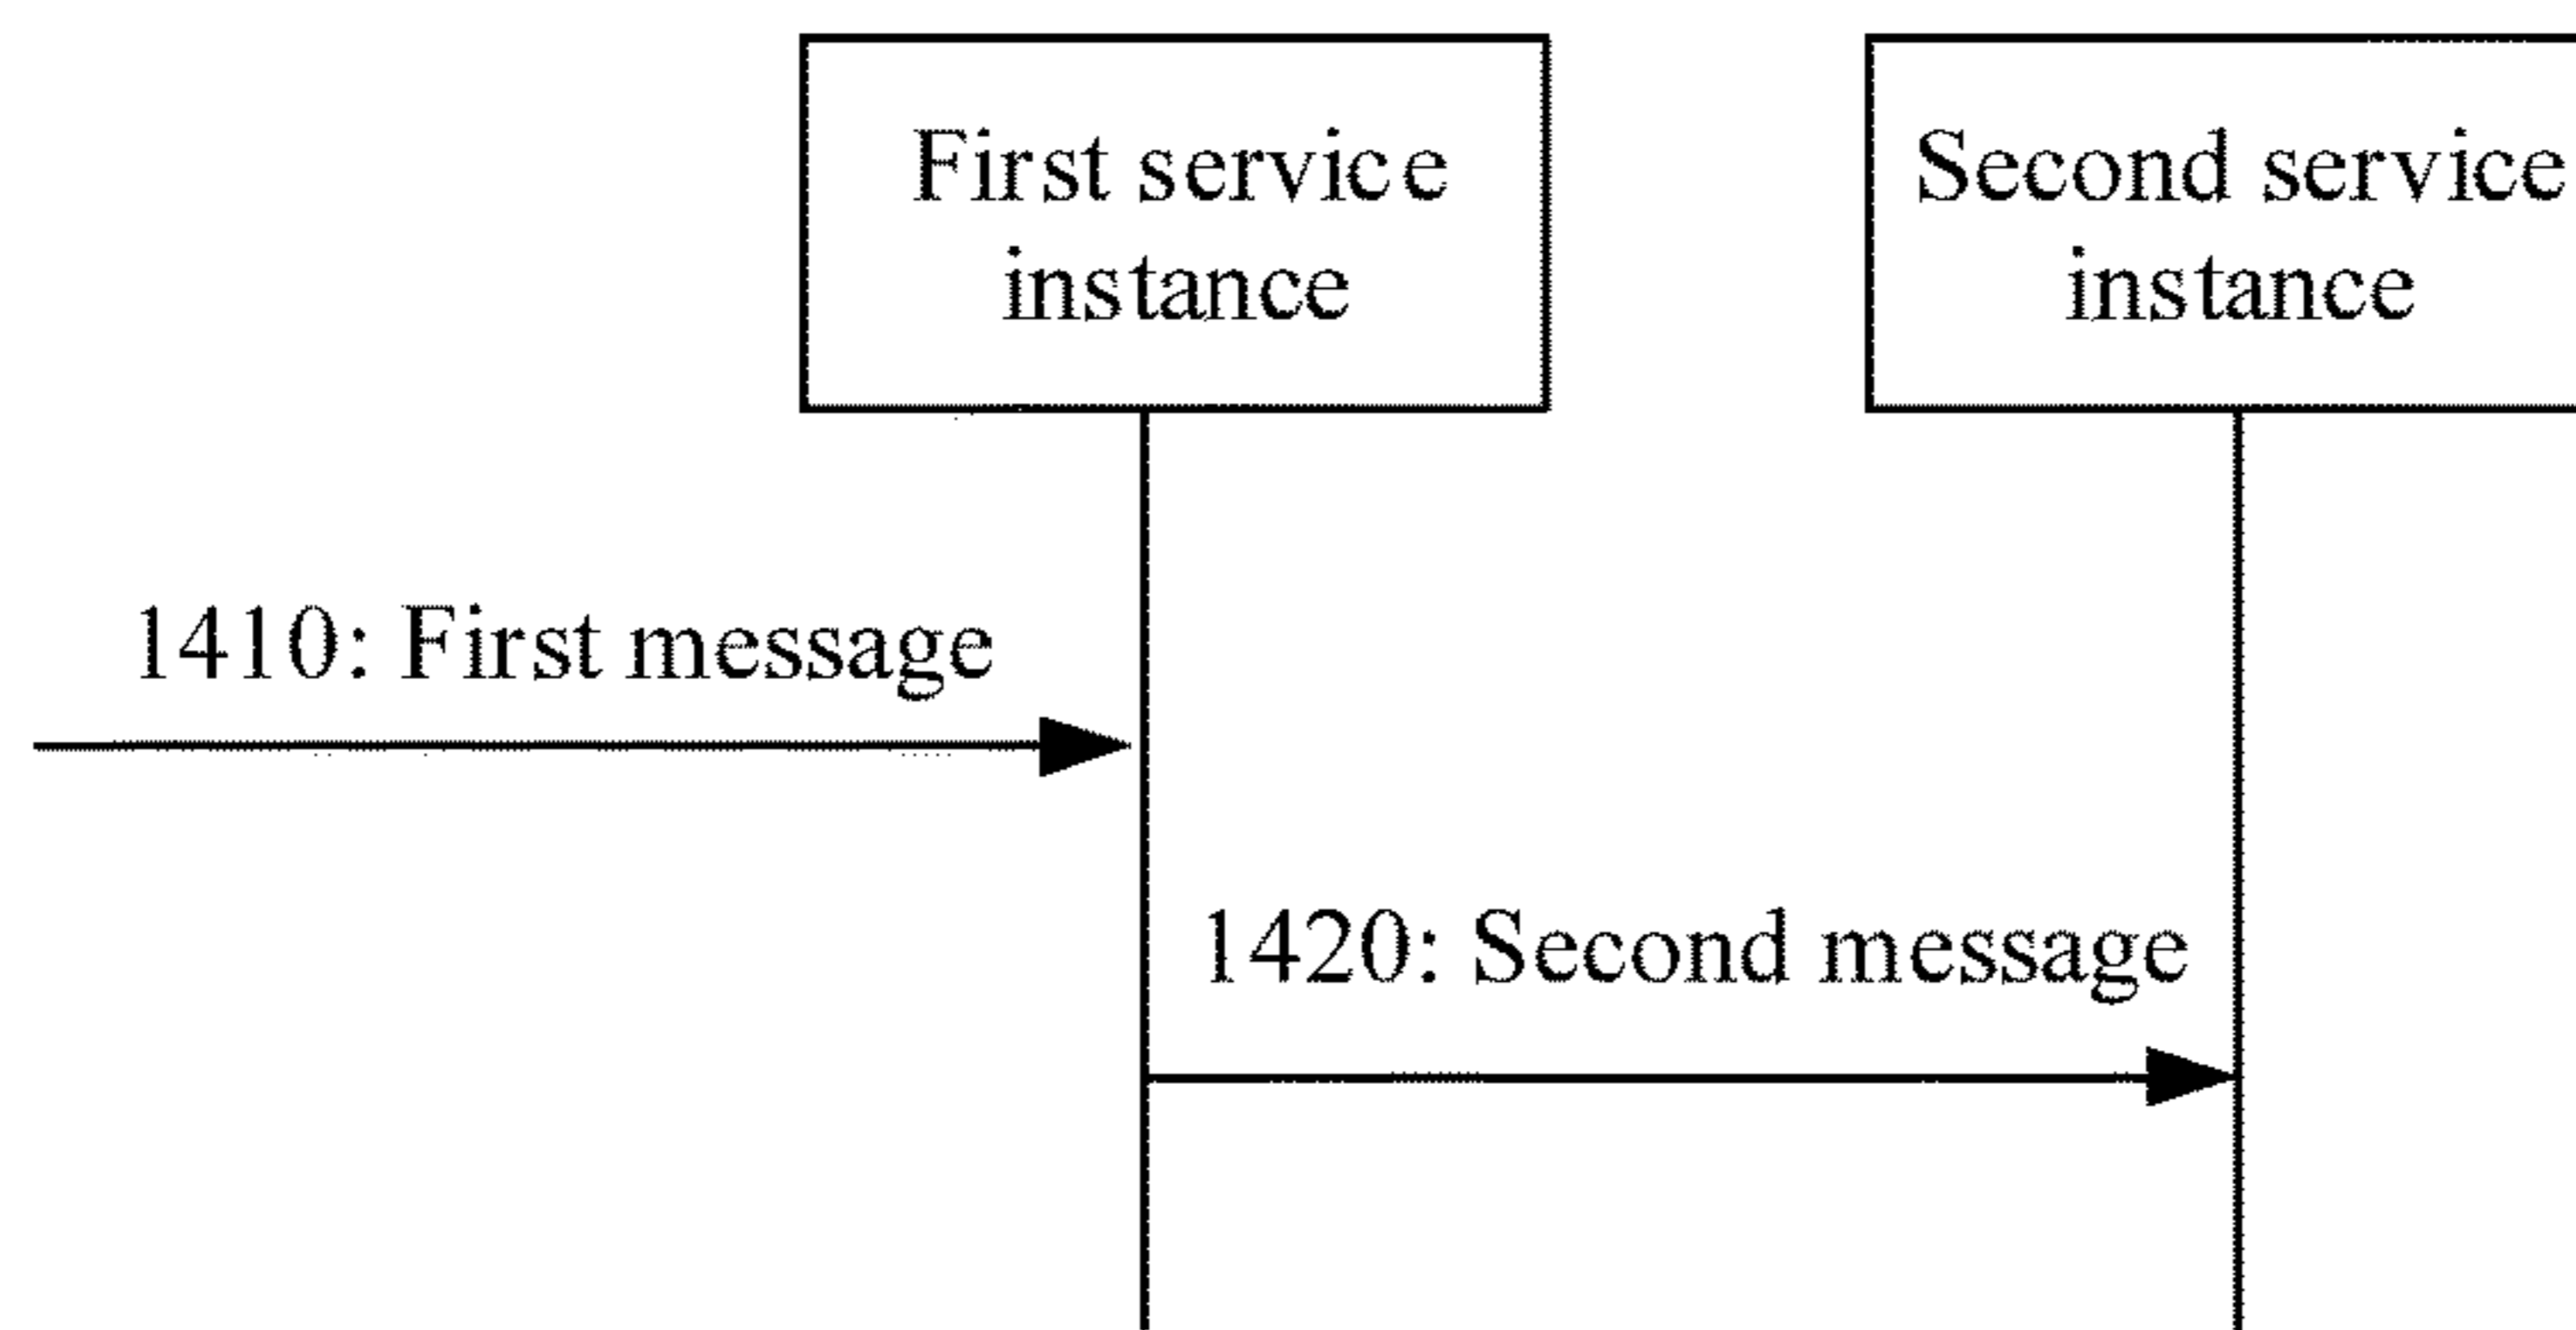 First service
instance
Second service
instance
1410: First message
1420: Second message